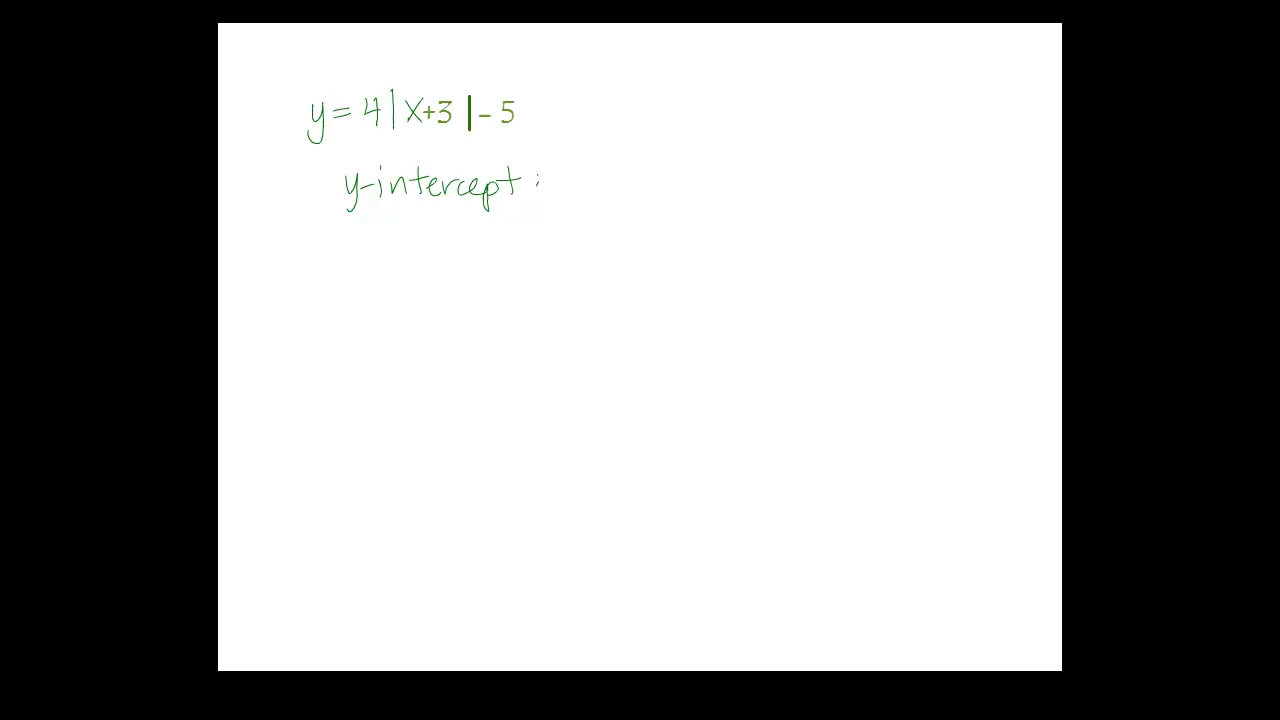 y = 4|x+3|- 5
y-intercept :